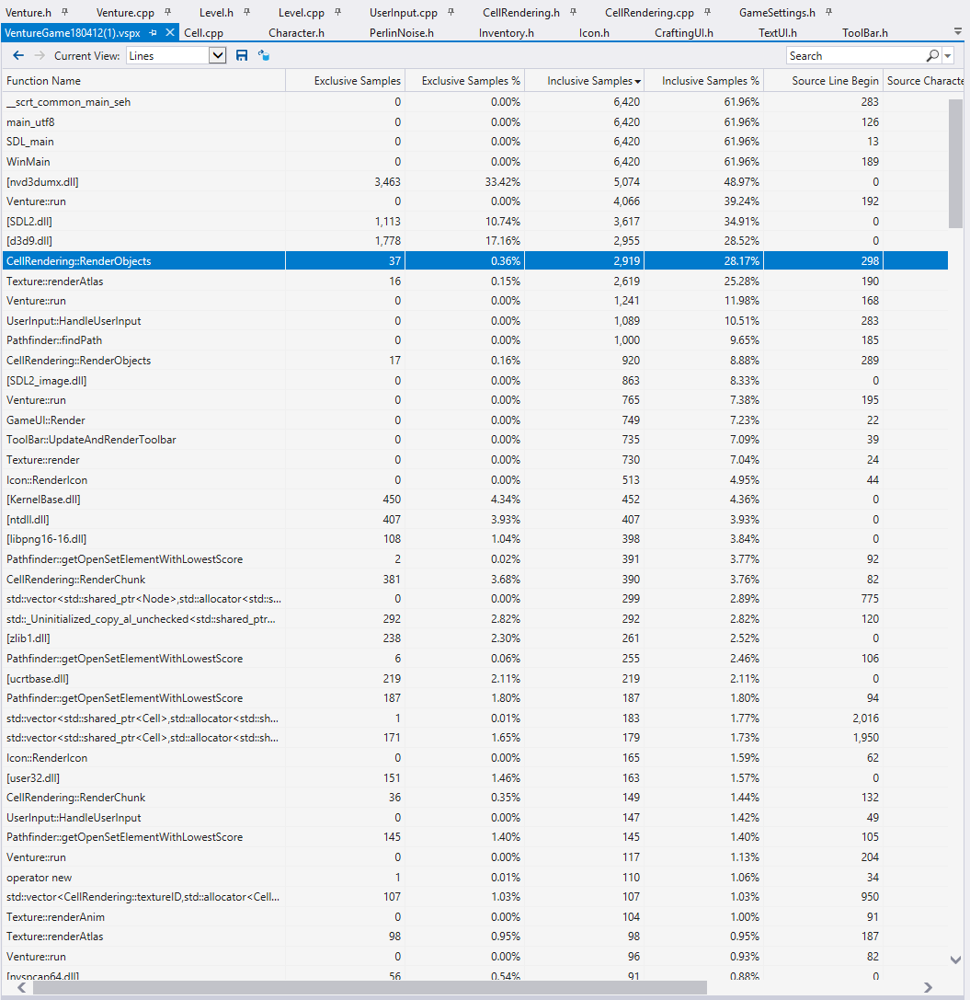 Venture.h Venture.cpp Level.h Level.cpp UserInput.cpp CellRendering.h CellRendering.cpp GameSettings.h
VentureGame180412(1).vspx Cell.cpp Character.h PerlinNoise.h Inventory.h Icon.h CraftingUI.h TextUI.h ToolBar.h
Current View: Lines Search
Function Name Exclusive Samples Exclusive Samples % Inclusive Samples Inclusive Samples % Source Line Begin Source Characte
__scrt_common_main_seh 0 0.00% 6,420 61.96% 283
main_utf8 0 0.00% 6,420 61.96% 126
SDL_main 0 0.00% 6,420 61.96% 13
WinMain 0 0.00% 6,420 61.96% 189
[nvd3dumx.dll] 3,463 33.42% 5,074 48.97% 0
Venture::run 0 0.00% 4,066 39.24% 192
[SDL2.dll] 1,113 10.74% 3,617 34.91% 0
[d3d9.dll] 1,778 17.16% 2,955 28.52% 0
CellRendering::RenderObjects 37 0.36% 2,919 28.17% 298
Texture::renderAtlas 16 0.15% 2,619 25.28% 190
Venture::run 0 0.00% 1,241 11.98% 168
UserInput::HandleUserInput 0 0.00% 1,089 10.51% 283
Pathfinder::findPath 0 0.00% 1,000 9.65% 185
CellRendering::RenderObjects 17 0.16% 920 8.88% 289
[SDL2_image.dll] 0 0.00% 863 8.33% 0
Venture::run 0 0.00% 765 7.38% 195
GameUI::Render 0 0.00% 749 7.23% 22
ToolBar::UpdateAndRenderToolbar 0 0.00% 735 7.09% 39
Texture::render 0 0.00% 730 7.04% 24
Icon::RenderIcon 0 0.00% 513 4.95% 44
[KernelBase.dll] 450 4.34% 452 4.36% 0
[ntdll.dll] 407 3.93% 407 3.93% 0
[libpng16-16.dll] 108 1.04% 398 3.84% 0
Pathfinder::getOpenSetElementWithLowestScore 2 0.02% 391 3.77% 92
CellRendering::RenderChunk 381 3.68% 390 3.76% 82
std::vector<std::shared_ptr<Node>,std::allocator<std::s... 0 0.00% 299 2.89% 775
std::_Uninitialized_copy_al_unchecked<std::shared_ptr... 292 2.82% 292 2.82% 120
[zlib1.dll] 238 2.30% 261 2.52% 0
Pathfinder::getOpenSetElementWithLowestScore 6 0.06% 255 2.46% 106
[ucrtbase.dll] 219 2.11% 219 2.11% 0
Pathfinder::getOpenSetElementWithLowestScore 187 1.80% 187 1.80% 94
std::vector<std::shared_ptr<Cell>,std::allocator<std::sh... 1 0.01% 183 1.77% 2,016
std::vector<std::shared_ptr<Cell>,std::allocator<std::sh... 171 1.65% 179 1.73% 1,950
Icon::RenderIcon 0 0.00% 165 1.59% 62
[user32.dll] 151 1.46% 163 1.57% 0
CellRendering::RenderChunk 36 0.35% 149 1.44% 132
UserInput::HandleUserInput 0 0.00% 147 1.42% 49
Pathfinder::getOpenSetElementWithLowestScore 145 1.40% 145 1.40% 105
Venture::run 0 0.00% 117 1.13% 204
operator new 1 0.01% 110 1.06% 34
std::vector<CellRendering::textureID,std::allocator<Cell... 107 1.03% 107 1.03% 950
Texture::renderAnim 0 0.00% 104 1.00% 91
Texture::renderAtlas 98 0.95% 98 0.95% 187
Venture::run 0 0.00% 96 0.93% 82
[nvspcap64.dll] 56 0.54% 91 0.88% 0